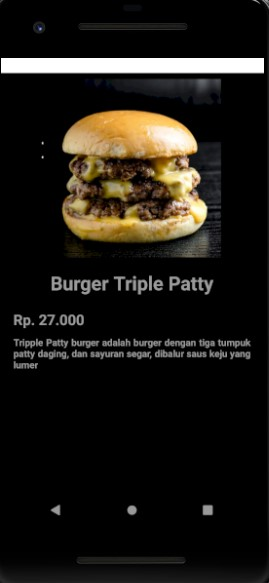 Burger Triple Patty
Rp. 27.000
Tripple Patty burger adalah burger dengan tiga tumpuk
patty daging, dan sayuran segar, dibalur saus keju yang
lumer